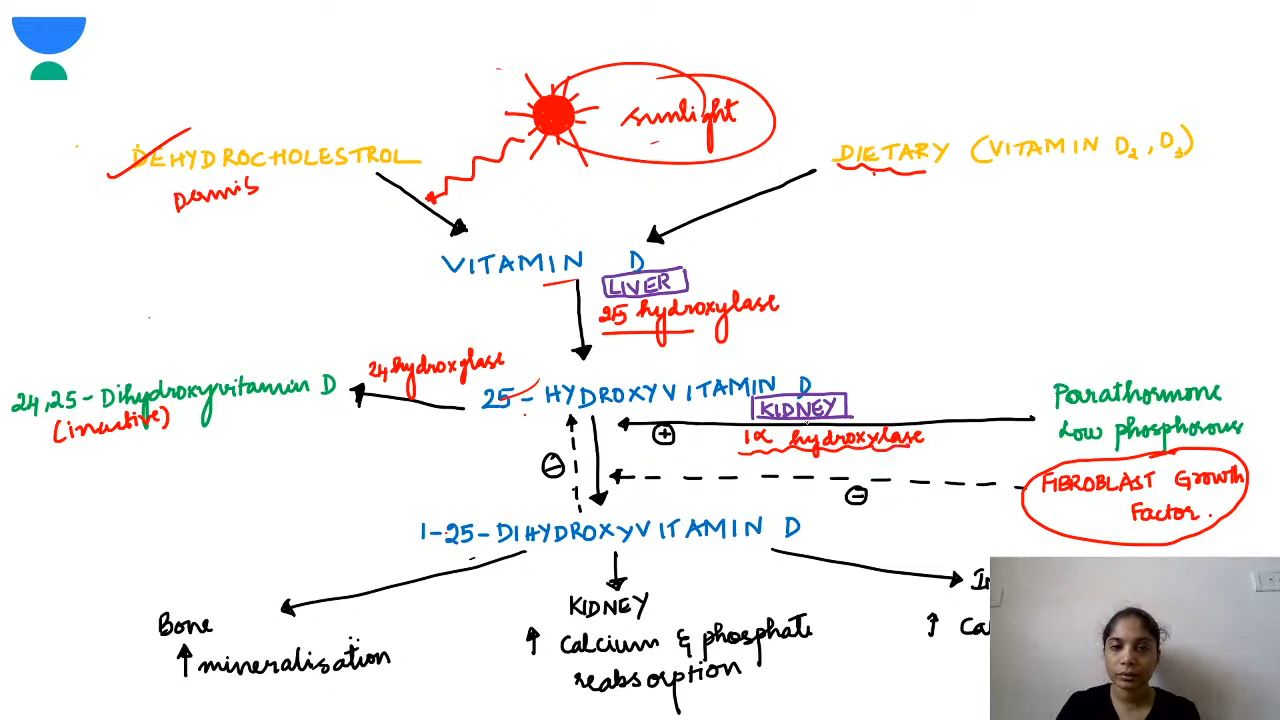 sunlight
DEHYDROCHOLESTROL
Dermis
DIETARY (VITAMIN D2, D3)
VITAMIN D
LIVER
25 hydroxylase
24 hydroxylase
24,25-Dihydroxyvitamin D
(inactive)
25-HYDROXYVITAMIN D
KIDNEY
1α hydroxylase
Parathormone
Low phosphorous
FIBROBLAST Growth
Factor.
1-25-DIHYDROXYVITAMIN D
Bone
↑ mineralisation
KIDNEY
↑ calcium & phosphate
reabsorption